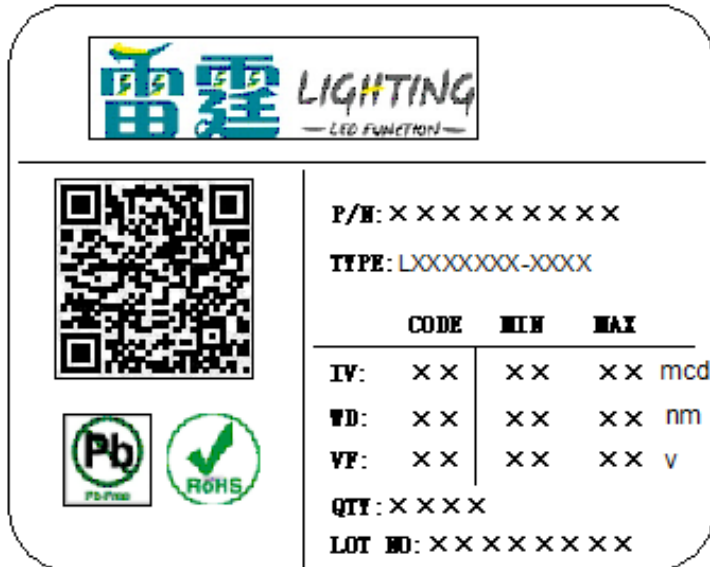 雷霆 LIGHTING
LED FUNCTION
P/N: ×××××××××
TYPE: LXXXXXXX-XXXX
CODE MIN MAX
IV: ×× ×× ×× mcd
WD: ×× ×× ×× nm
VF: ×× ×× ×× v
QTY: ××××
LOT NO: ××××××××
Pb
Pb-Free
RoHS